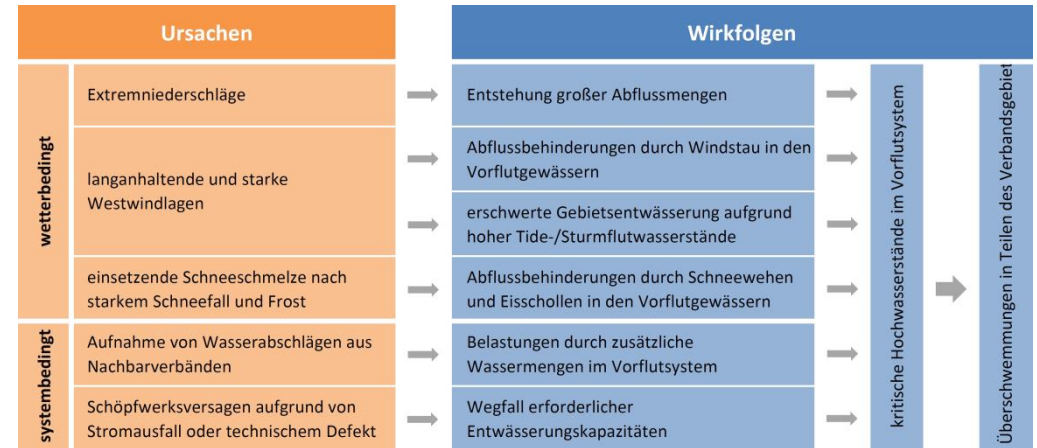 Ursachen
Wirkfolgen
wetterbedingt
Extremniederschläge
Entstehung großer Abflussmengen
langanhaltende und starke
Westwindlagen
Abflussbehinderungen durch Windstau in den
Vorflutgewässern
erschwerte Gebietsentwässerung aufgrund
hoher Tide-/Sturmflutwasserstände
einsetzende Schneeschmelze nach
starkem Schneefall und Frost
Abflussbehinderungen durch Schneewehen
und Eisschollen in den Vorflutgewässern
systembedingt
Aufnahme von Wasserabschlägen aus
Nachbarverbänden
Belastungen durch zusätzliche
Wassermengen im Vorflutsystem
Schöpfwerksversagen aufgrund von
Stromausfall oder technischem Defekt
Wegfall erforderlicher
Entwässerungskapazitäten
kritische Hochwasserstände im Vorflutsystem
Überschwemmungen in Teilen des Verbandsgebiet